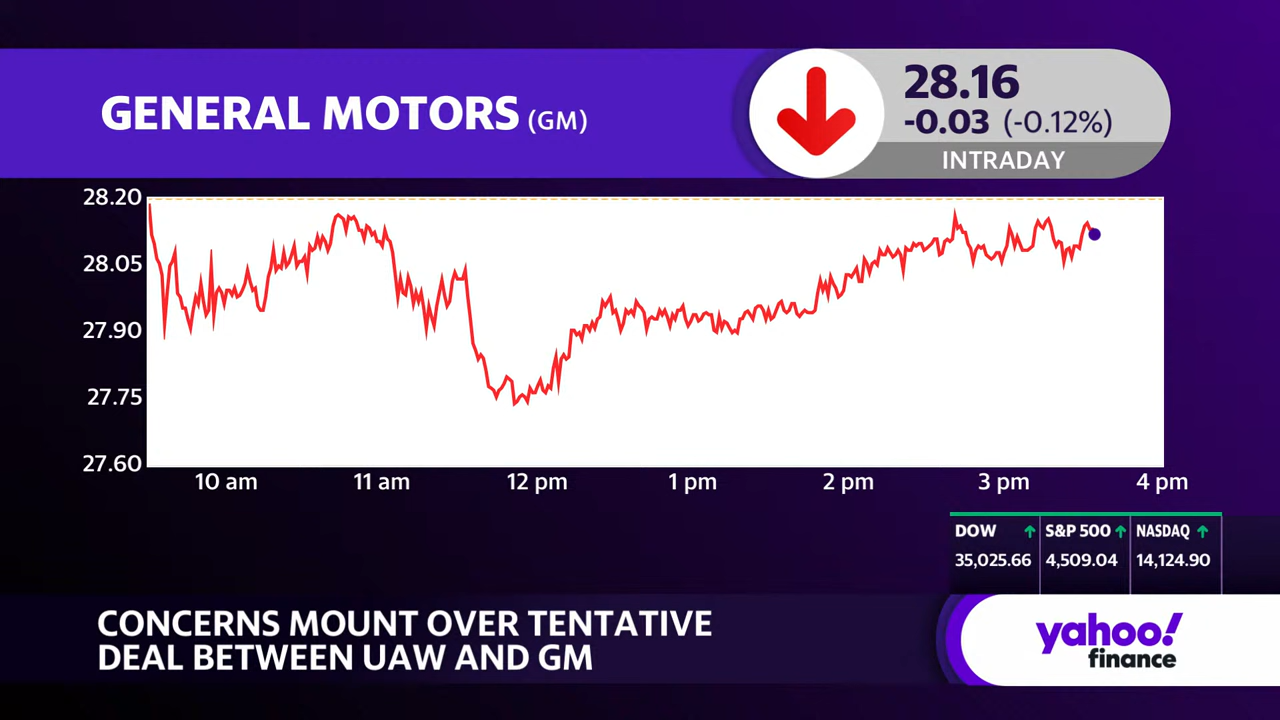 GENERAL MOTORS (GM)
28.16
-0.03 (-0.12%)
INTRADAY
28.20
28.05
27.90
27.75
27.60
10 am 11 am 12 pm 1 pm 2 pm 3 pm 4 pm
DOW S&P 500 NASDAQ
35,025.66 4,509.04 14,124.90
CONCERNS MOUNT OVER TENTATIVE
DEAL BETWEEN UAW AND GM
yahoo!
finance